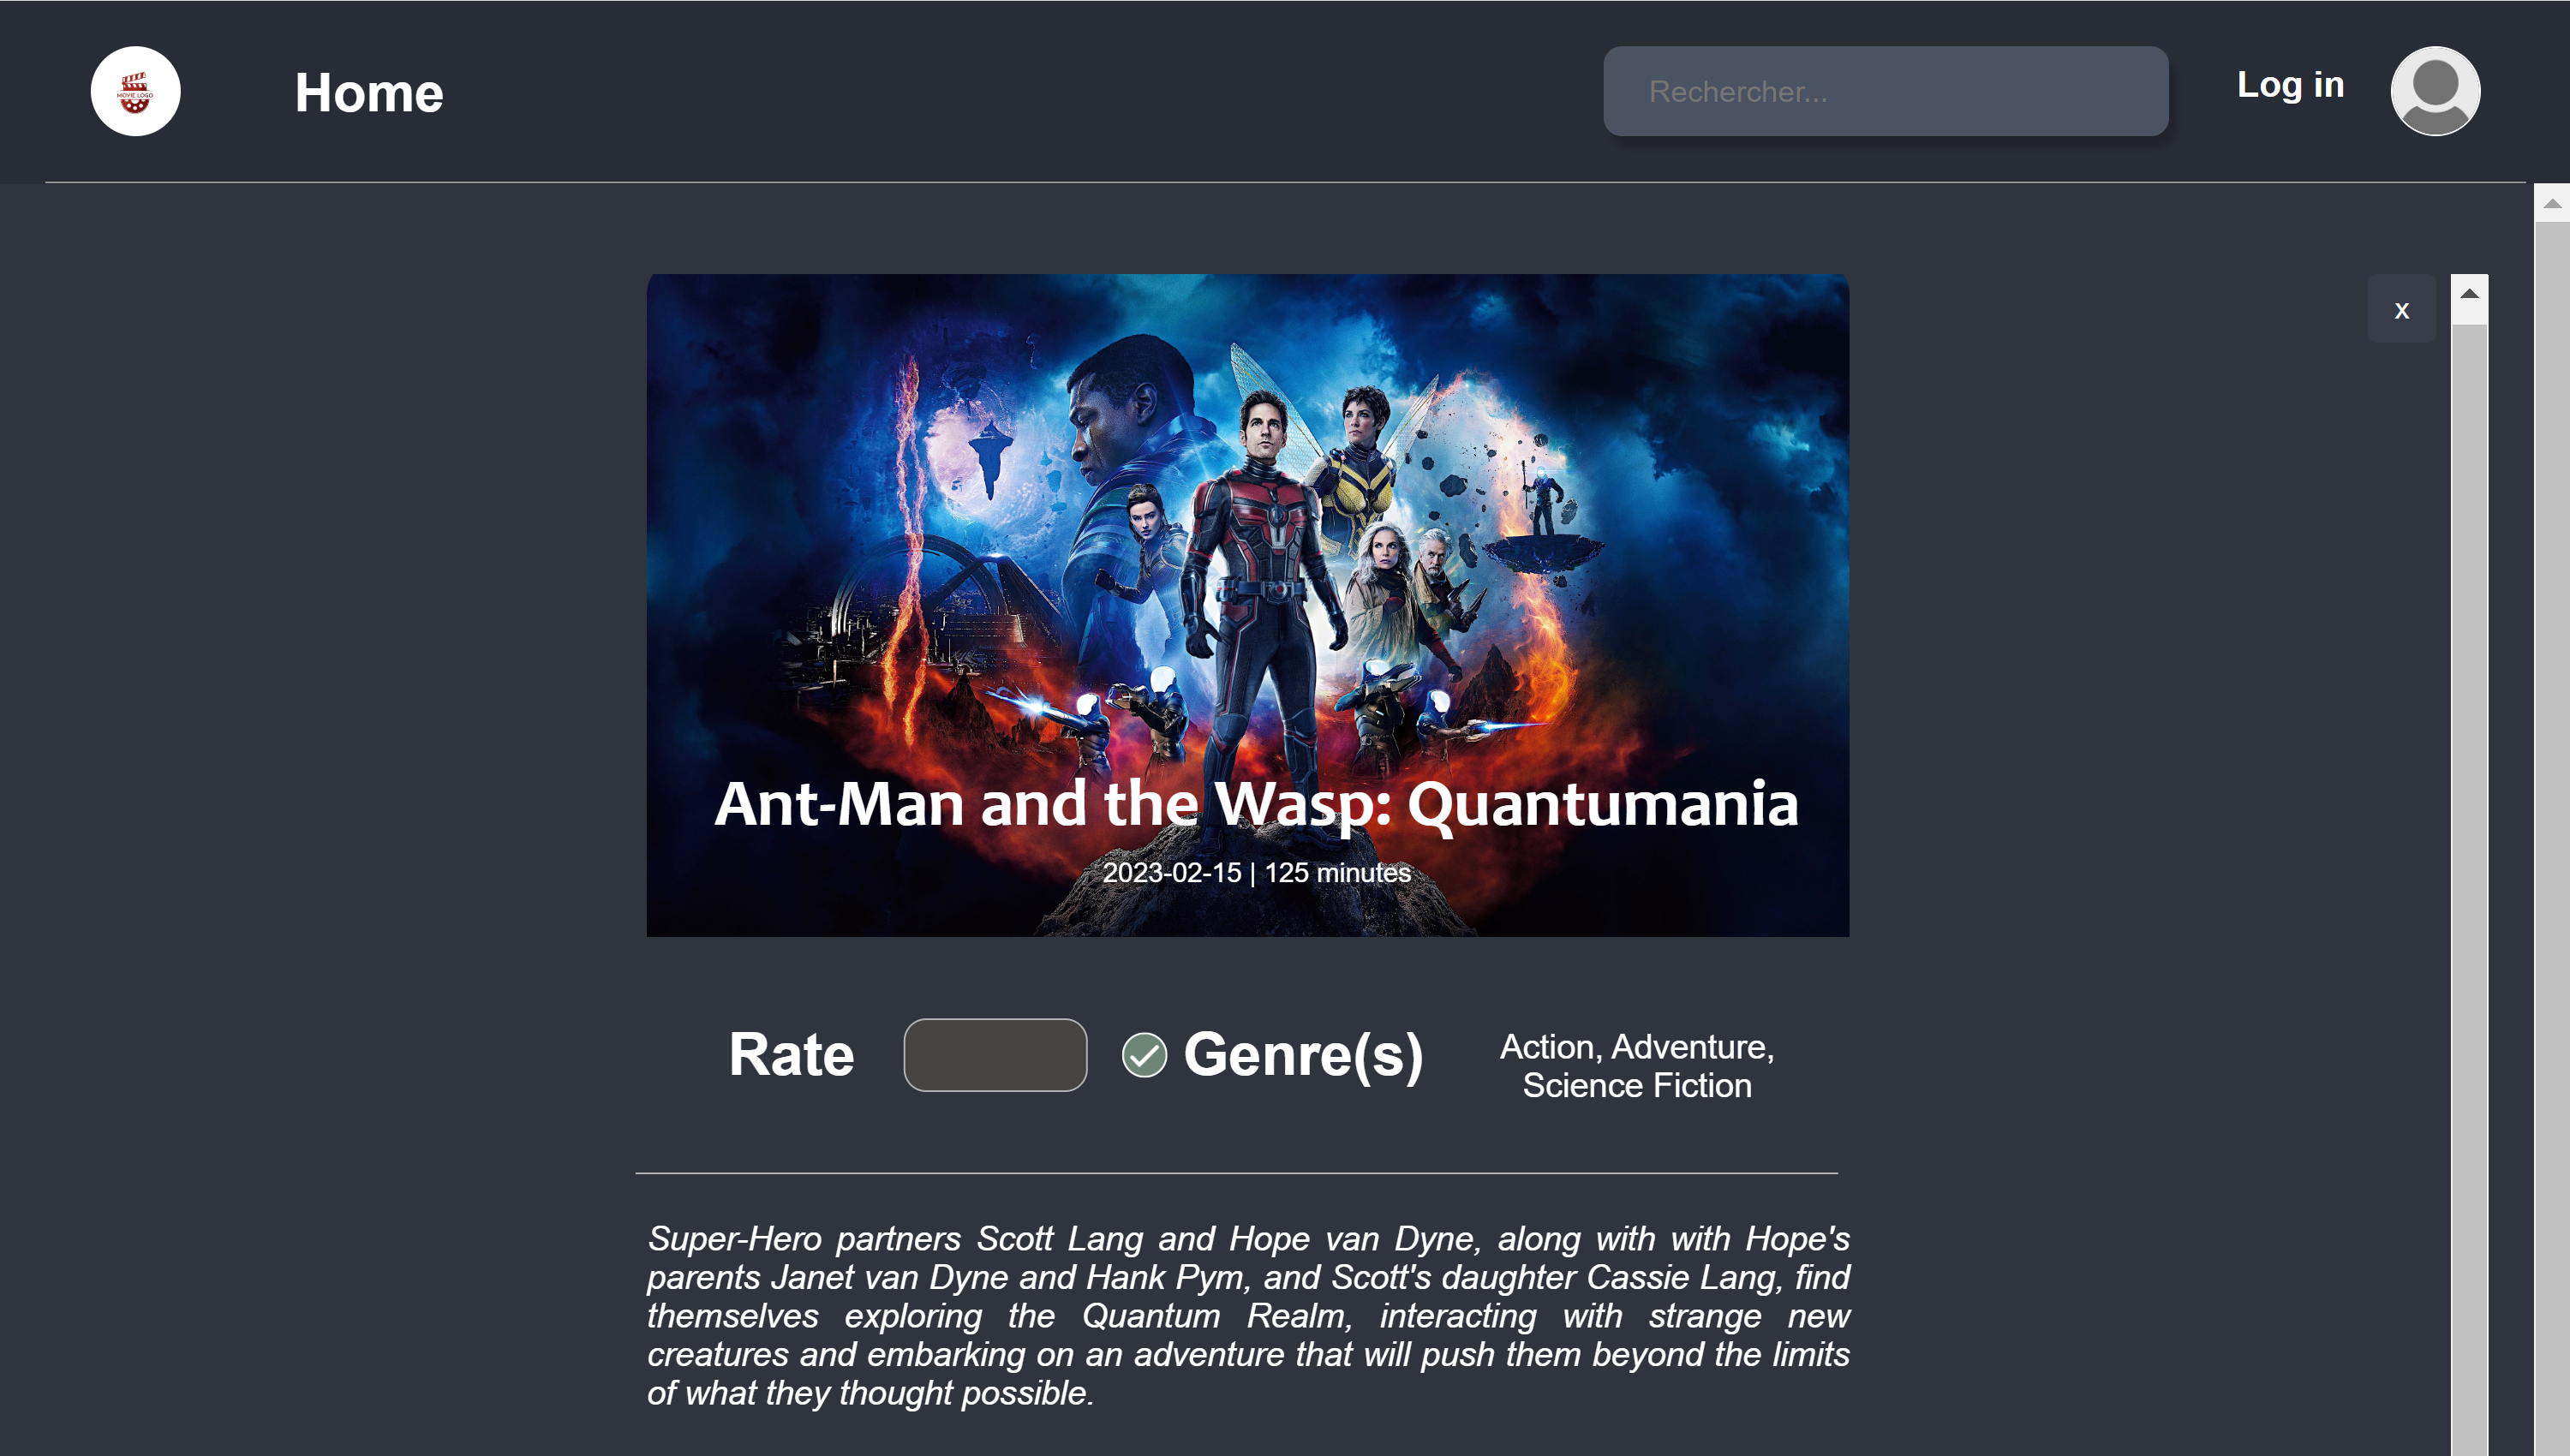 MOVIE LOGO
Home
Rechercher...
Log in
x
Ant-Man and the Wasp: Quantumania
2023-02-15 | 125 minutes
Rate
Genre(s)
Action, Adventure,
Science Fiction
Super-Hero partners Scott Lang and Hope van Dyne, along with with Hope's
parents Janet van Dyne and Hank Pym, and Scott's daughter Cassie Lang, find
themselves exploring the Quantum Realm, interacting with strange new
creatures and embarking on an adventure that will push them beyond the limits
of what they thought possible.